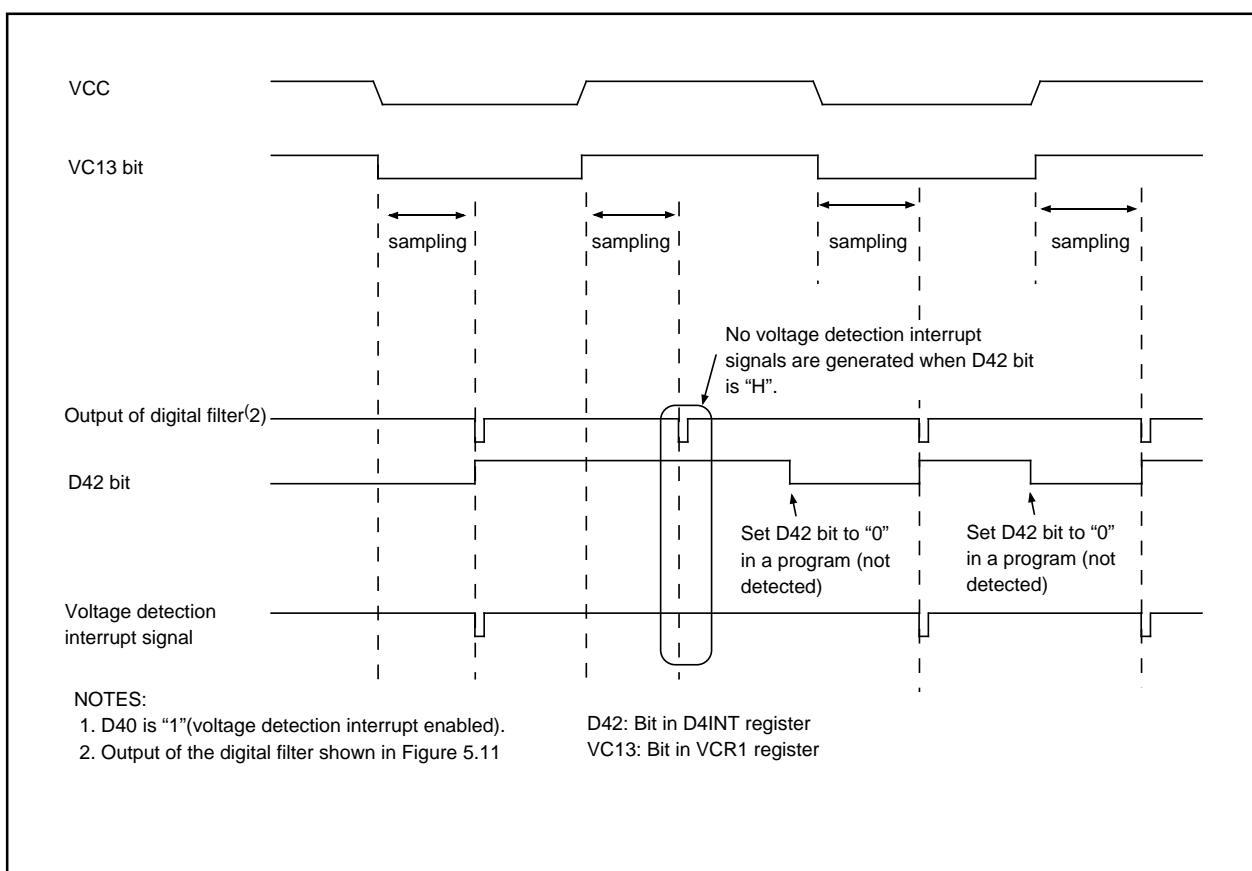 VCC
VC13 bit
sampling
sampling
sampling
sampling
No voltage detection interrupt
signals are generated when D42 bit
is “H”.
Output of digital filter(2)
D42 bit
Set D42 bit to “0”
in a program (not
detected)
Set D42 bit to “0”
in a program (not
detected)
Voltage detection
interrupt signal
NOTES:
1. D40 is “1”(voltage detection interrupt enabled).
2. Output of the digital filter shown in Figure 5.11
D42: Bit in D4INT register
VC13: Bit in VCR1 register